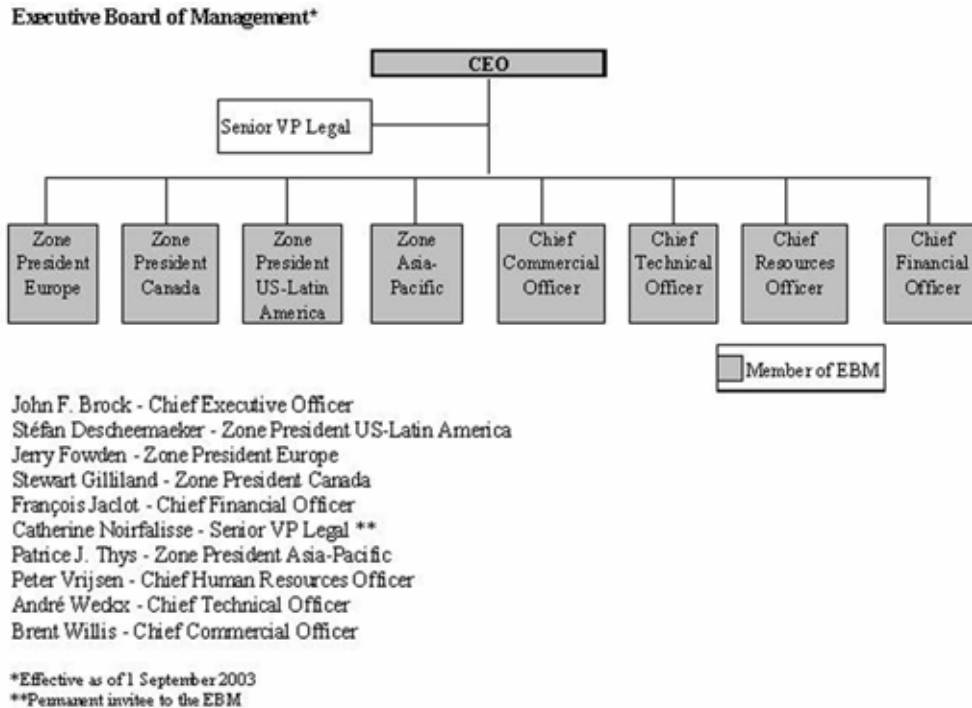 Executive Board of Management*
CEO
Senior VP Legal
Zone
President
Europe
Zone
President
Canada
Zone
President
US-Latin
America
Zone
Asia-
Pacific
Chief
Commercial
Officer
Chief
Technical
Officer
Chief
Resources
Officer
Chief
Financial
Officer
Member of EBM
John F. Brock - Chief Executive Officer
Stéfan Descheemaeker - Zone President US-Latin America
Jerry Fowden - Zone President Europe
Stewart Gilliland - Zone President Canada
François Jaclot - Chief Financial Officer
Catherine Noirfalisse - Senior VP Legal **
Patrice J. Thys - Zone President Asia-Pacific
Peter Vrijsen - Chief Human Resources Officer
André Weckx - Chief Technical Officer
Brent Willis - Chief Commercial Officer
*Effective as of 1 September 2003
**Permanent invitee to the EBM